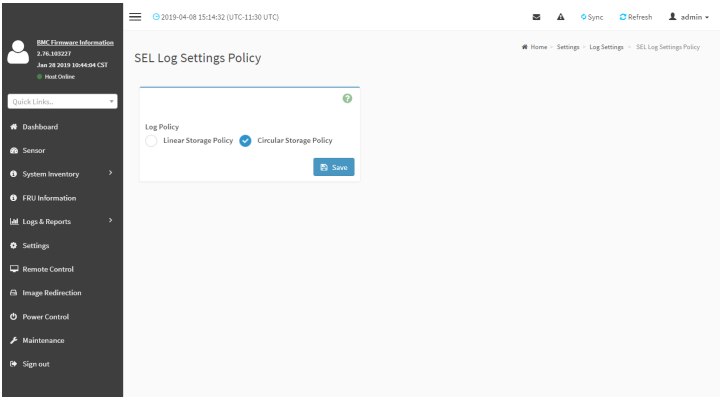 2019-04-08 15:14:32 (UTC-11:30 UTC)
Sync
Refresh
admin
BMC Firmware Information
2.76.103227
Jan 28 2019 10:44:04 CST
Host Online
Quick Links..
Dashboard
Sensor
System Inventory
FRU Information
Logs & Reports
Settings
Remote Control
Image Redirection
Power Control
Maintenance
Sign out
SEL Log Settings Policy
Home > Settings > Log Settings > SEL Log Settings Policy
Log Policy
Linear Storage Policy Circular Storage Policy
Save